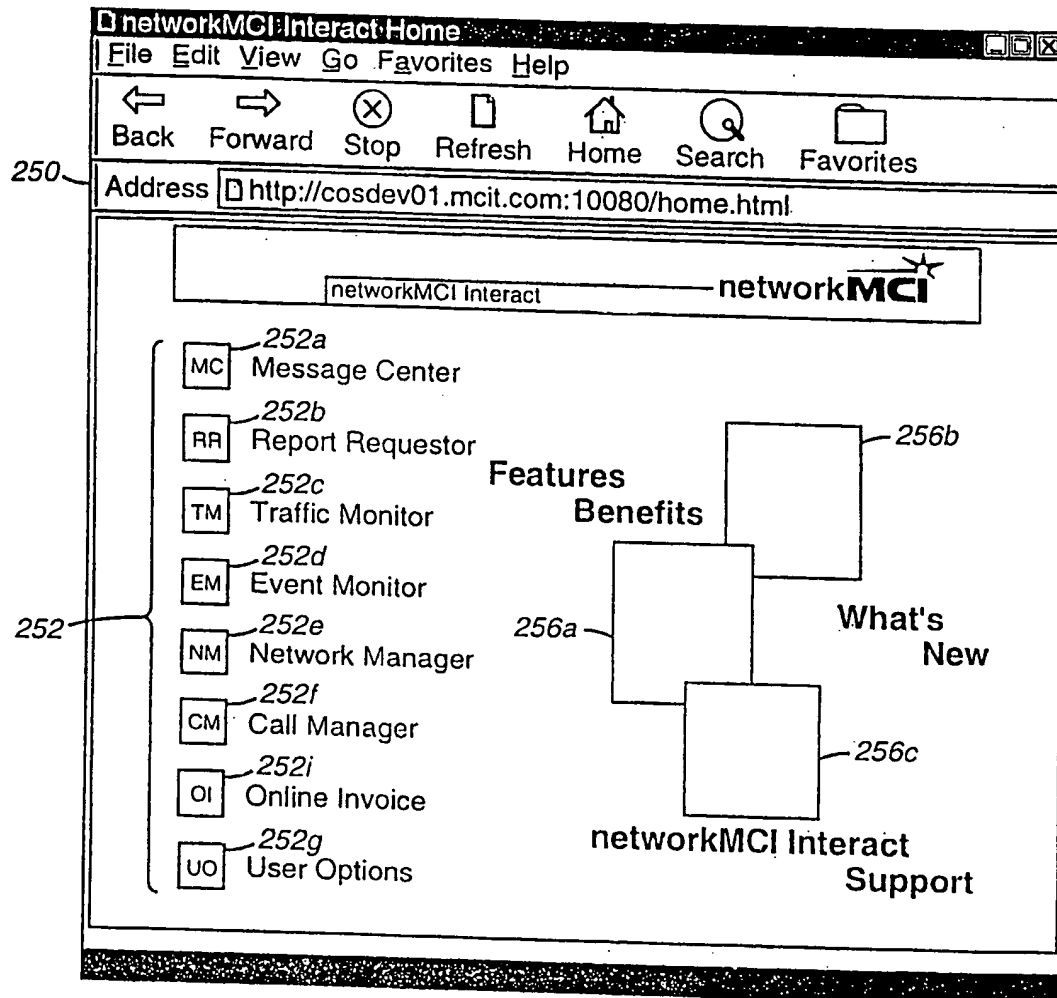 networkMCI Interact Home
File Edit View Go Favorites Help
Back Forward Stop Refresh Home Search Favorites
250
Address http://cosdev01.mcit.com:10080/home.html
networkMCI Interact networkMCI
252
252a
MC Message Center
252b
RR Report Requestor
252c
TM Traffic Monitor
252d
EM Event Monitor
252e
NM Network Manager
252f
CM Call Manager
252i
OI Online Invoice
252g
UO User Options
Features
Benefits
256b
256a
What's
New
256c
networkMCI Interact
Support